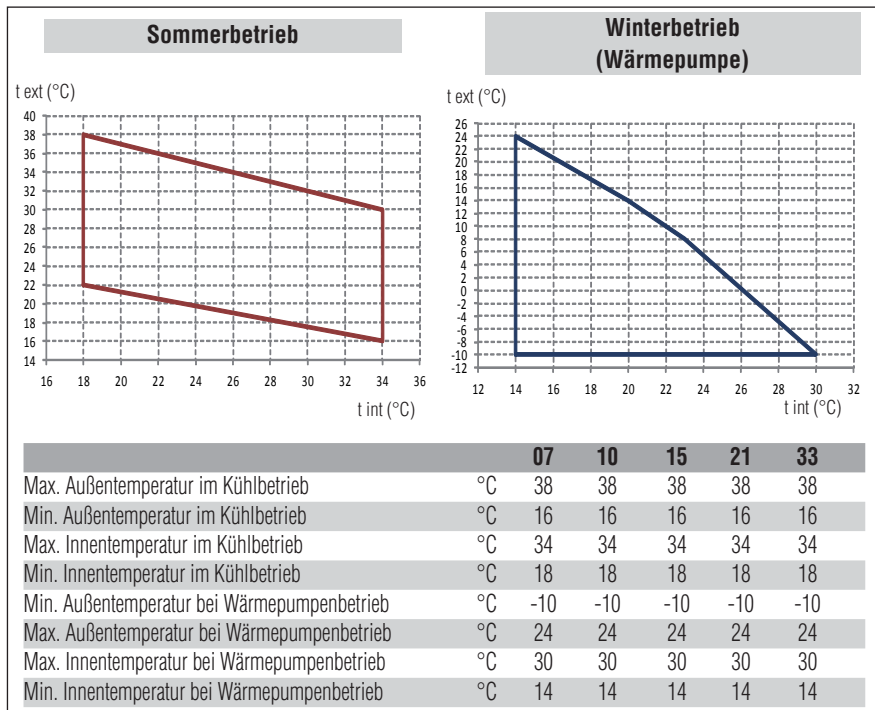 Sommerbetrieb
t ext (°C)
40
38
36
34
32
30
28
26
24
22
20
18
16
14
16 18 20 22 24 26 28 30 32 34 36
t int (°C)
Winterbetrieb
(Wärmepumpe)
t ext (°C)
26
24
22
20
18
16
14
12
10
8
6
4
2
0
-2
-4
-6
-8
-10
-12
12 14 16 18 20 22 24 26 28 30 32
t int (°C)
07 10 15 21 33
Max. Außentemperatur im Kühlbetrieb °C 38 38 38 38 38
Min. Außentemperatur im Kühlbetrieb °C 16 16 16 16 16
Max. Innentemperatur im Kühlbetrieb °C 34 34 34 34 34
Min. Innentemperatur im Kühlbetrieb °C 18 18 18 18 18
Min. Außentemperatur bei Wärmepumpenbetrieb °C -10 -10 -10 -10 -10
Max. Außentemperatur bei Wärmepumpenbetrieb °C 24 24 24 24 24
Max. Innentemperatur bei Wärmepumpenbetrieb °C 30 30 30 30 30
Min. Innentemperatur bei Wärmepumpenbetrieb °C 14 14 14 14 14